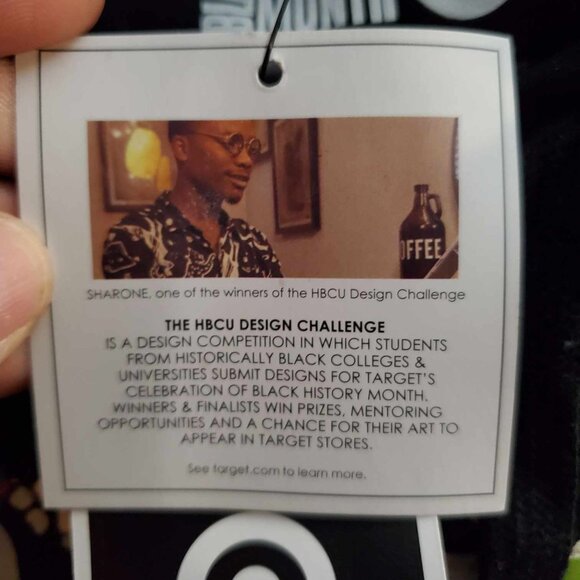 MONTH
OFFEE
SHARONE, one of the winners of the HBCU Design Challenge
THE HBCU DESIGN CHALLENGE
IS A DESIGN COMPETITION IN WHICH STUDENTS
FROM HISTORICALLY BLACK COLLEGES &
UNIVERSITIES SUBMIT DESIGNS FOR TARGET'S
CELEBRATION OF BLACK HISTORY MONTH.
WINNERS & FINALISTS WIN PRIZES, MENTORING
OPPORTUNITIES AND A CHANCE FOR THEIR ART TO
APPEAR IN TARGET STORES.
See target.com to learn more.